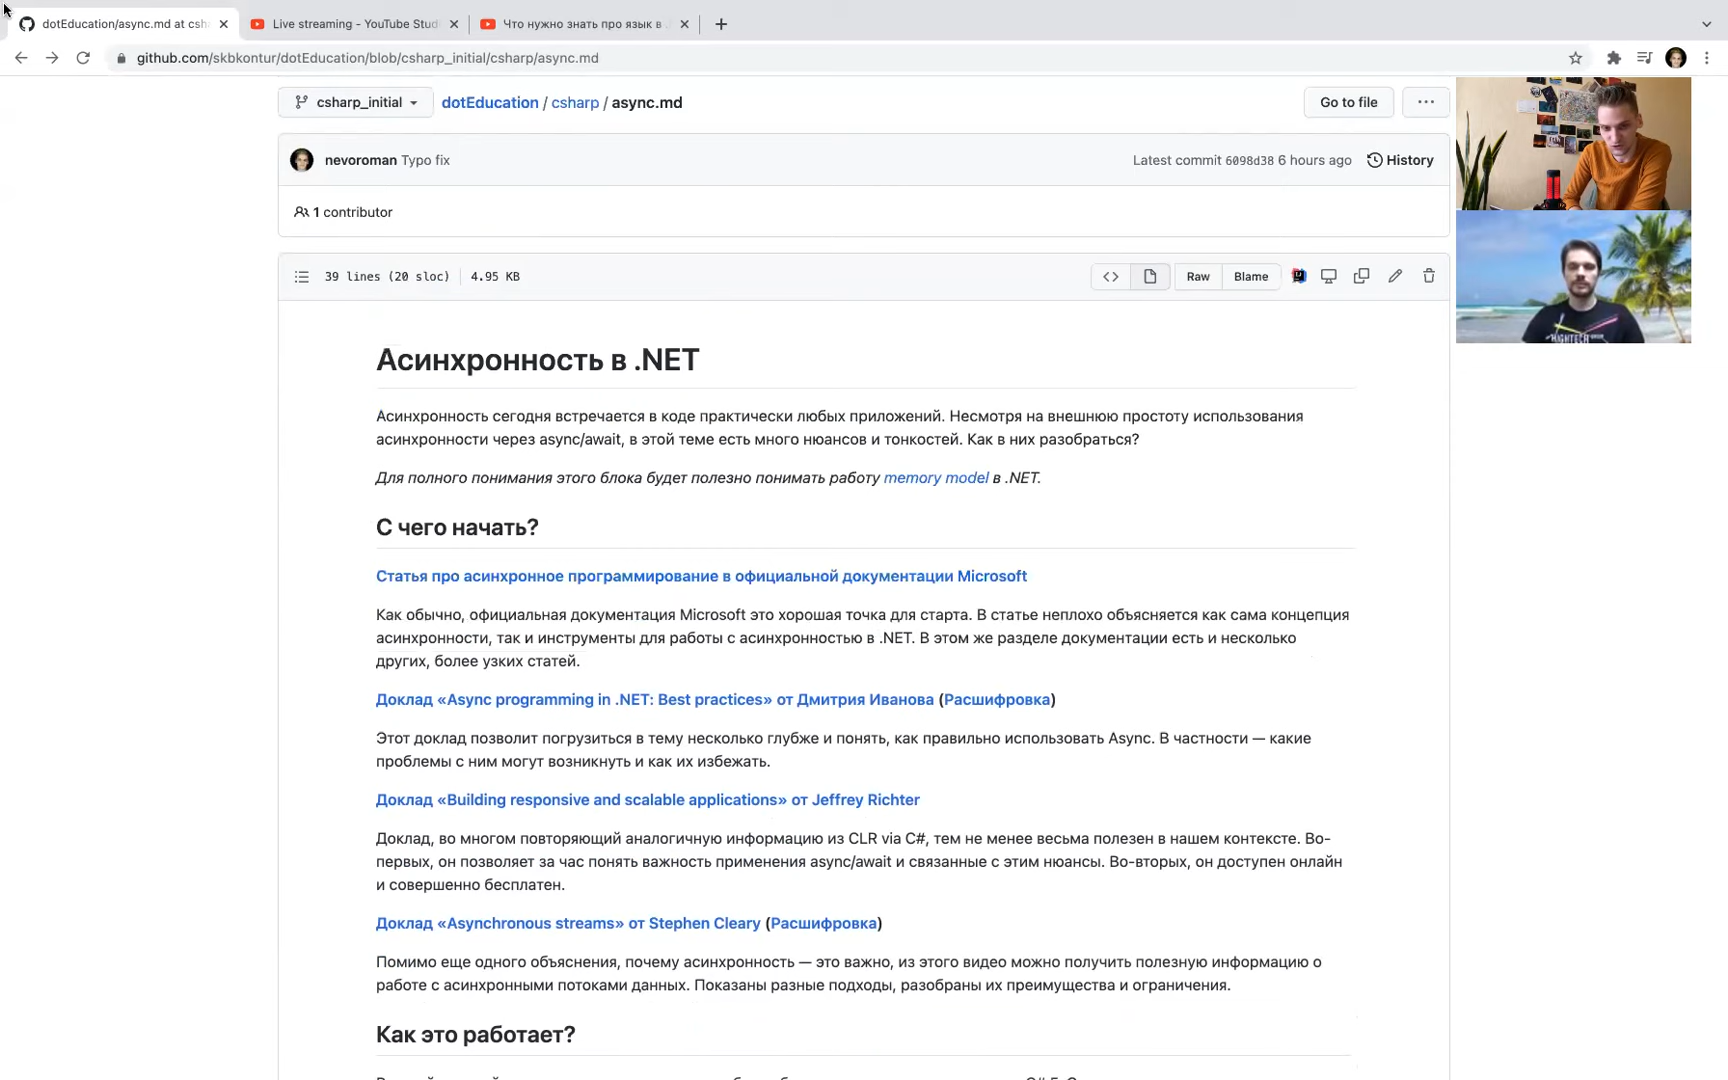 dotEducation/async.md at csh
Live streaming - YouTube Stud
Что нужно знать про язык в .
github.com/skbkontur/dotEducation/blob/csharp_initial/csharp/async.md
csharp_initial
dotEducation / csharp / async.md
Go to file
nevoroman Typo fix
Latest commit 6098d38 6 hours ago
History
1 contributor
39 lines (20 sloc)
4.95 KB
Raw
Blame
Асинхронность в .NET
Асинхронность сегодня встречается в коде практически любых приложений. Несмотря на внешнюю простоту использования
асинхронности через async/await, в этой теме есть много нюансов и тонкостей. Как в них разобраться?
Для полного понимания этого блока будет полезно понимать работу memory model в .NET.
С чего начать?
Статья про асинхронное программирование в официальной документации Microsoft
Как обычно, официальная документация Microsoft это хорошая точка для старта. В статье неплохо объясняется как сама концепция
асинхронности, так и инструменты для работы с асинхронностью в .NET. В этом же разделе документации есть и несколько
других, более узких статей.
Доклад «Async programming in .NET: Best practices» от Дмитрия Иванова (Расшифровка)
Этот доклад позволит погрузиться в тему несколько глубже и понять, как правильно использовать Async. В частности — какие
проблемы с ним могут возникнуть и как их избежать.
Доклад «Building responsive and scalable applications» от Jeffrey Richter
Доклад, во многом повторяющий аналогичную информацию из CLR via C#, тем не менее весьма полезен в нашем контексте. Во-
первых, он позволяет за час понять важность применения async/await и связанные с этим нюансы. Во-вторых, он доступен онлайн
и совершенно бесплатен.
Доклад «Asynchronous streams» от Stephen Cleary (Расшифровка)
Помимо еще одного объяснения, почему асинхронность — это важно, из этого видео можно получить полезную информацию о
работе с асинхронными потоками данных. Показаны разные подходы, разобраны их преимущества и ограничения.
Как это работает?